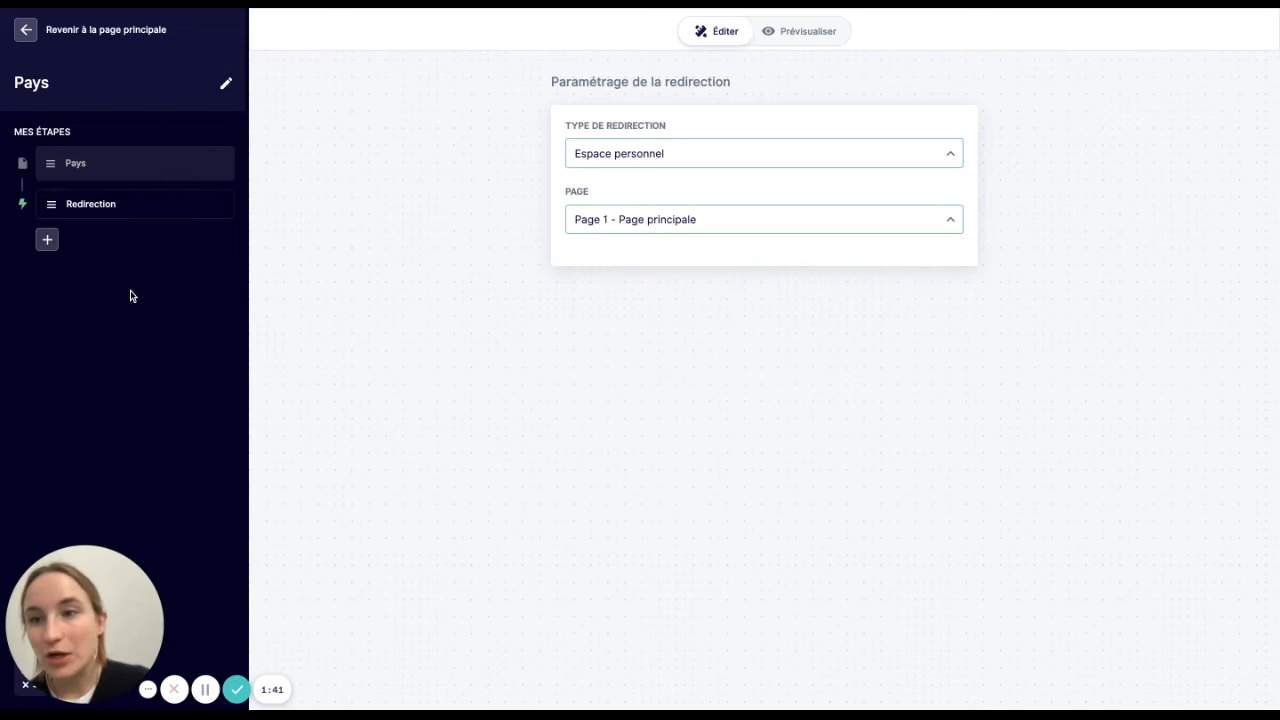 Revenir à la page principale
Éditer
Prévisualiser
Pays
Paramétrage de la redirection
MES ÉTAPES
TYPE DE REDIRECTION
Pays
Espace personnel
PAGE
Redirection
Page 1 - Page principale
1:41